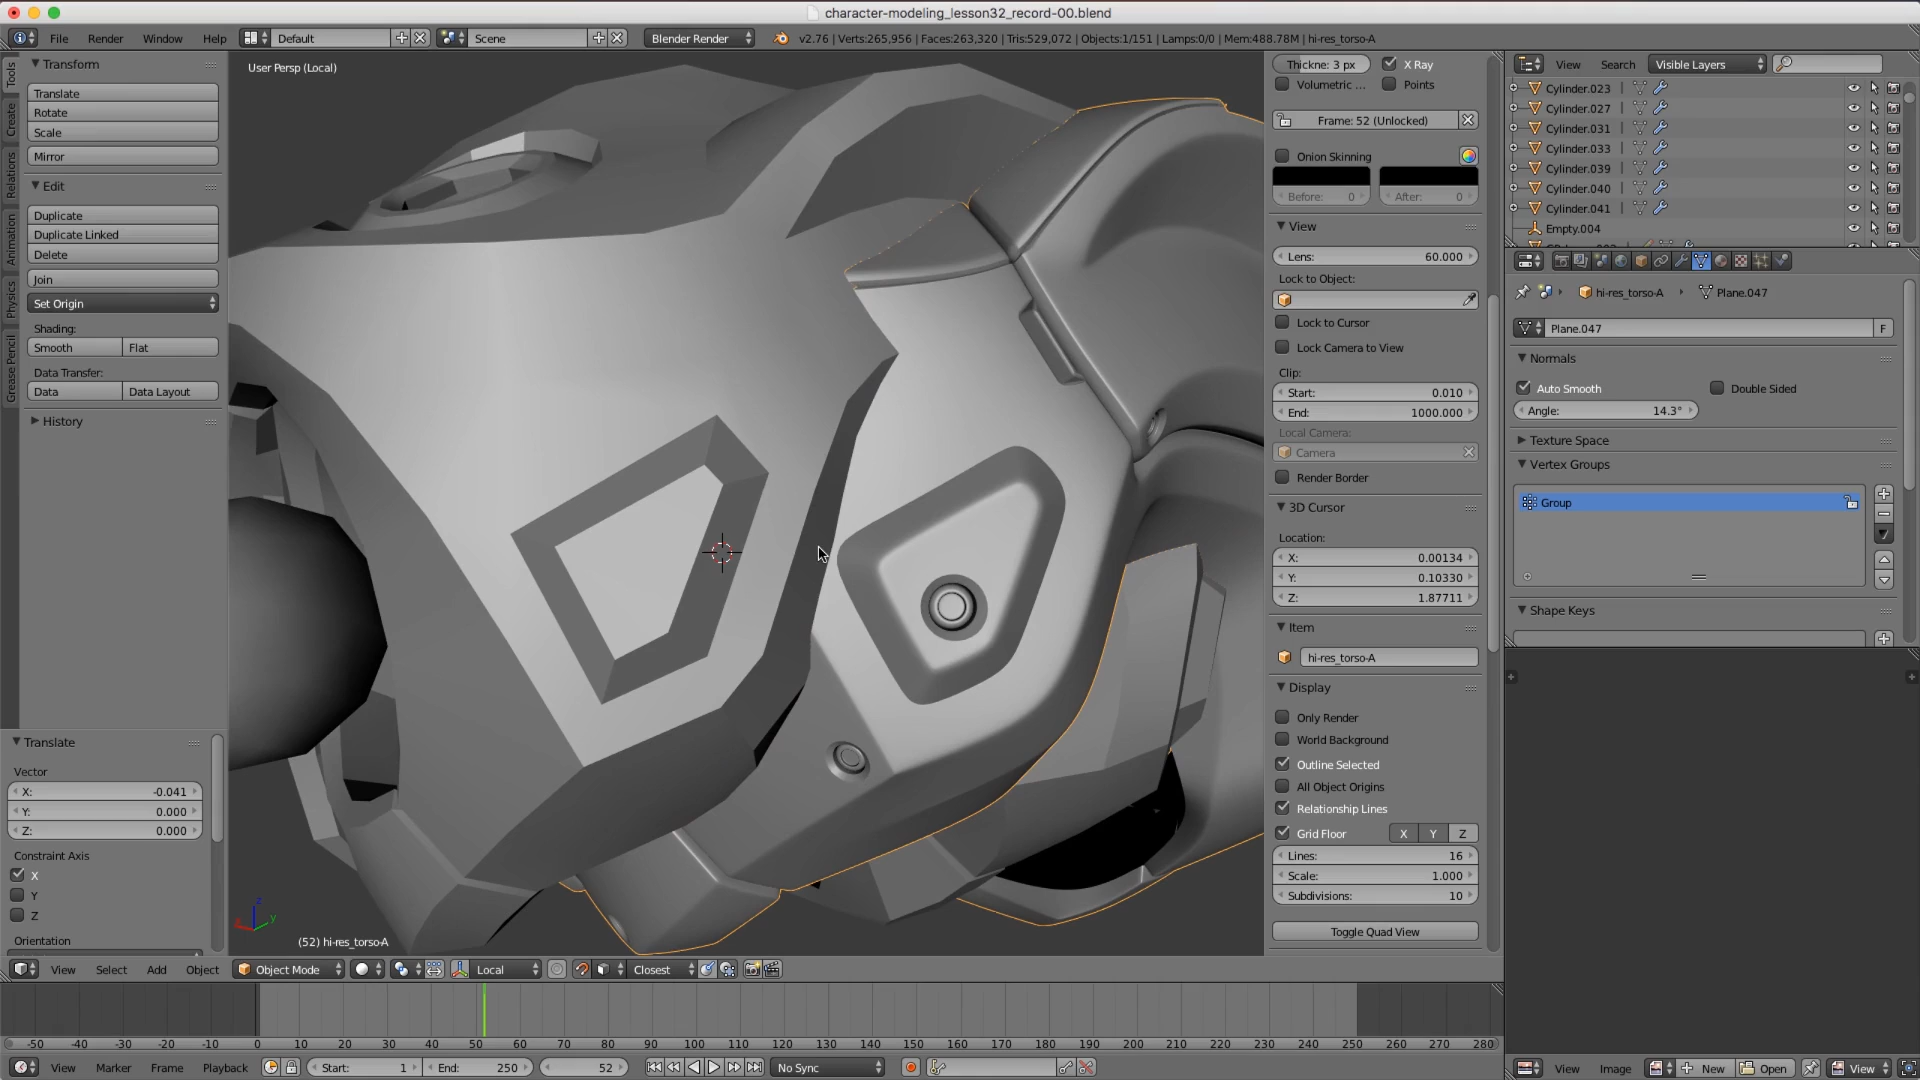 character-modeling_lesson32_record-00.blend
File Render Window Help Default Scene Blender Render v2.76 | Verts:265,956 | Faces:263,320 | Tris:529,072 | Objects:1/151 | Lamps:0/0 | Mem:488.78M | hi-res_torso-A
Tools
Create
Relations
Animation
Physics
Grease Pencil
Transform
Translate
Rotate
Scale
Mirror
Edit
Duplicate
Duplicate Linked
Delete
Join
Set Origin
Shading:
Smooth Flat
Data Transfer:
Data Data Layout
History
Translate
Vector
X: -0.041
Y: 0.000
Z: 0.000
Constraint Axis
X
Y
Z
Orientation
User Persp (Local)
z
y
(52) hi-res_torso-A
Thickne: 3 px X Ray
Volumetric ... Points
Frame: 52 (Unlocked)
Onion Skinning
Before: 0 After: 0
View
Lens: 60.000
Lock to Object:
Lock to Cursor
Lock Camera to View
Clip:
Start: 0.010
End: 1000.000
Local Camera:
Camera
Render Border
3D Cursor
Location:
X: 0.00134
Y: 0.10330
Z: 1.87711
Item
hi-res_torso-A
Display
Only Render
World Background
Outline Selected
All Object Origins
Relationship Lines
Grid Floor X Y Z
Lines: 16
Scale: 1.000
Subdivisions: 10
Toggle Quad View
View Search Visible Layers
Cylinder.023
Cylinder.027
Cylinder.031
Cylinder.033
Cylinder.039
Cylinder.040
Cylinder.041
Empty.004
hi-res_torso-A Plane.047
Plane.047 F
Normals
Auto Smooth Double Sided
Angle: 14.3°
Texture Space
Vertex Groups
Group
Shape Keys
View Select Add Object Object Mode Local Closest
-50 -40 -30 -20 -10 0 10 20 30 40 50 60 70 80 90 100 110 120 130 140 150 160 170 180 190 200 210 220 230 240 250 260 270 280
View Marker Frame Playback Start: 1 End: 250 52 No Sync
View Image New Open View